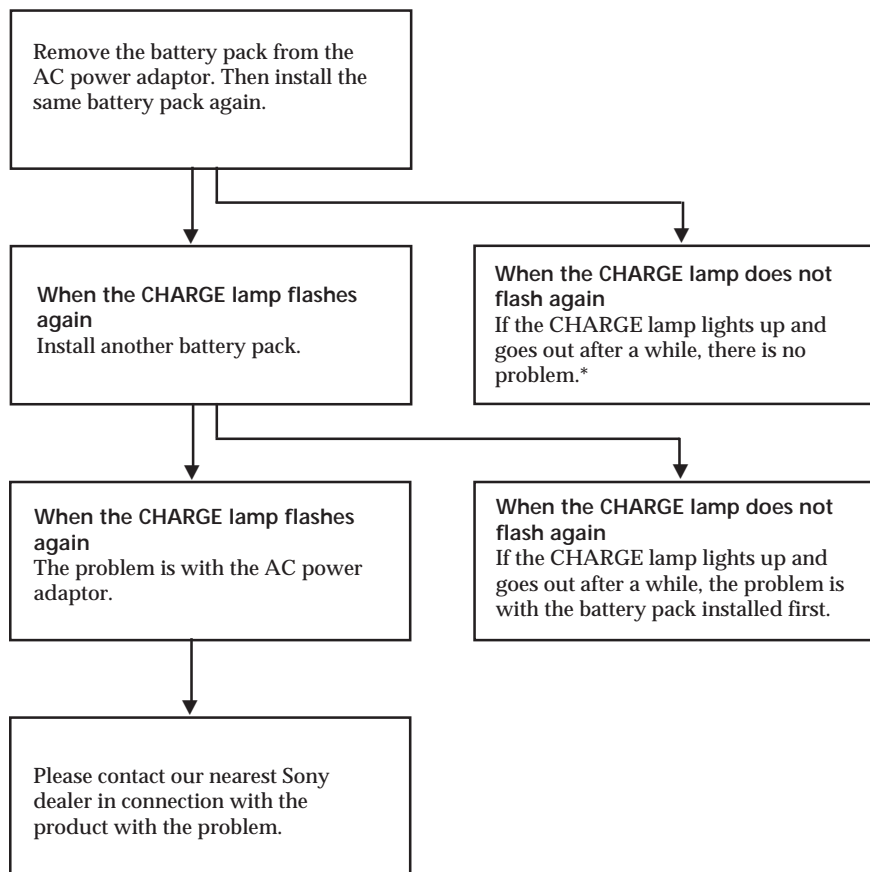 Remove the battery pack from the
AC power adaptor. Then install the
same battery pack again.
When the CHARGE lamp flashes
again
Install another battery pack.
When the CHARGE lamp does not
flash again
If the CHARGE lamp lights up and
goes out after a while, there is no
problem.*
When the CHARGE lamp flashes
again
The problem is with the AC power
adaptor.
When the CHARGE lamp does not
flash again
If the CHARGE lamp lights up and
goes out after a while, the problem is
with the battery pack installed first.
Please contact our nearest Sony
dealer in connection with the
product with the problem.